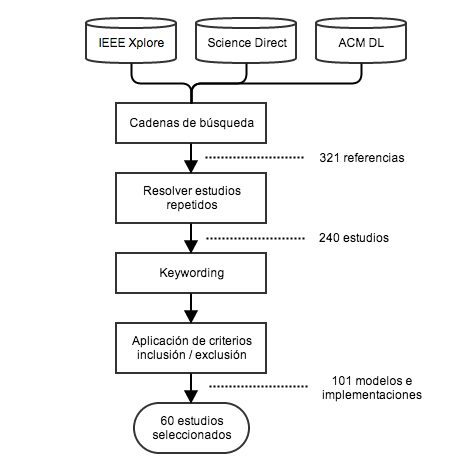 IEEE Xplore
Science Direct
ACM DL
Cadenas de búsqueda
321 referencias
Resolver estudios
repetidos
240 estudios
Keywording
Aplicación de criterios
inclusión / exclusión
101 modelos e
implementaciones
60 estudios
seleccionados